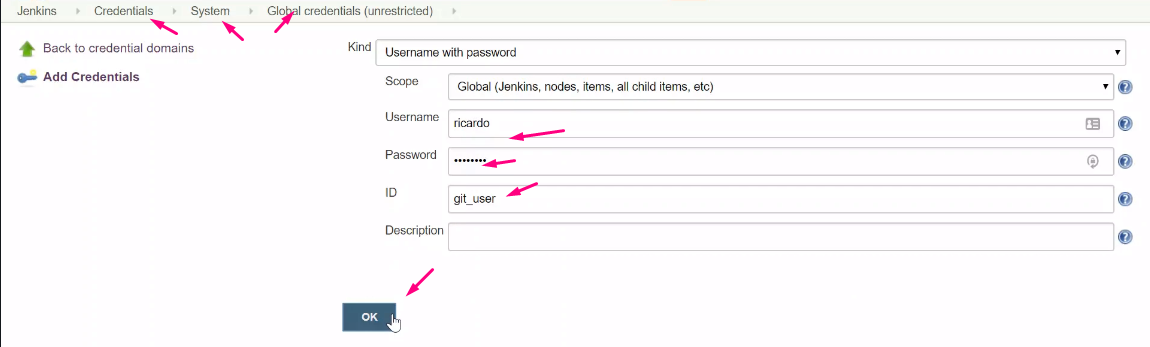 Jenkins Credentials System Global credentials (unrestricted)
Back to credential domains
Add Credentials
Kind Username with password
Scope Global (Jenkins, nodes, items, all child items, etc)
Username ricardo
Password ••••••••
ID git_user
Description
OK